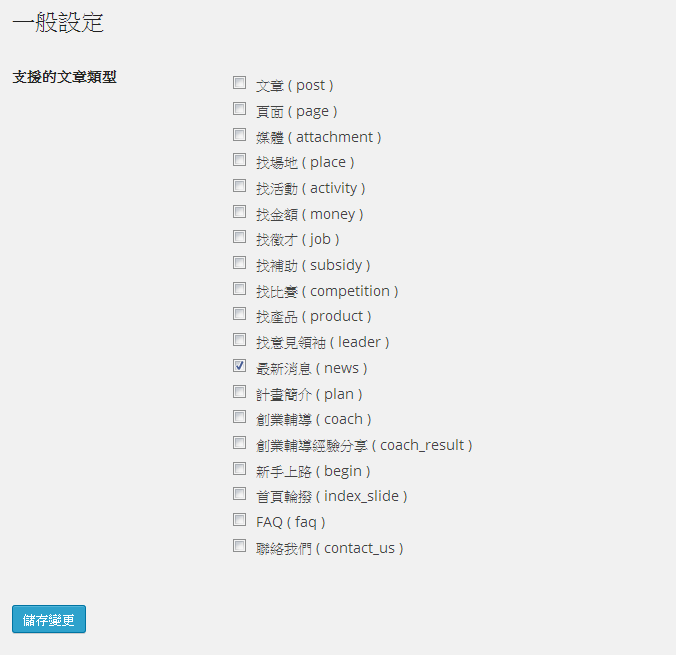 一般設定
支援的文章類型
文章 ( post )
頁面 ( page )
媒體 ( attachment )
找場地 ( place )
找活動 ( activity )
找金額 ( money )
找徵才 ( job )
找補助 ( subsidy )
找比賽 ( competition )
找產品 ( product )
找意見領袖 ( leader )
最新消息 ( news )
計畫簡介 ( plan )
創業輔導 ( coach )
創業輔導經驗分享 ( coach_result )
新手上路 ( begin )
首頁輪撥 ( index_slide )
FAQ ( faq )
聯絡我們 ( contact_us )
儲存變更